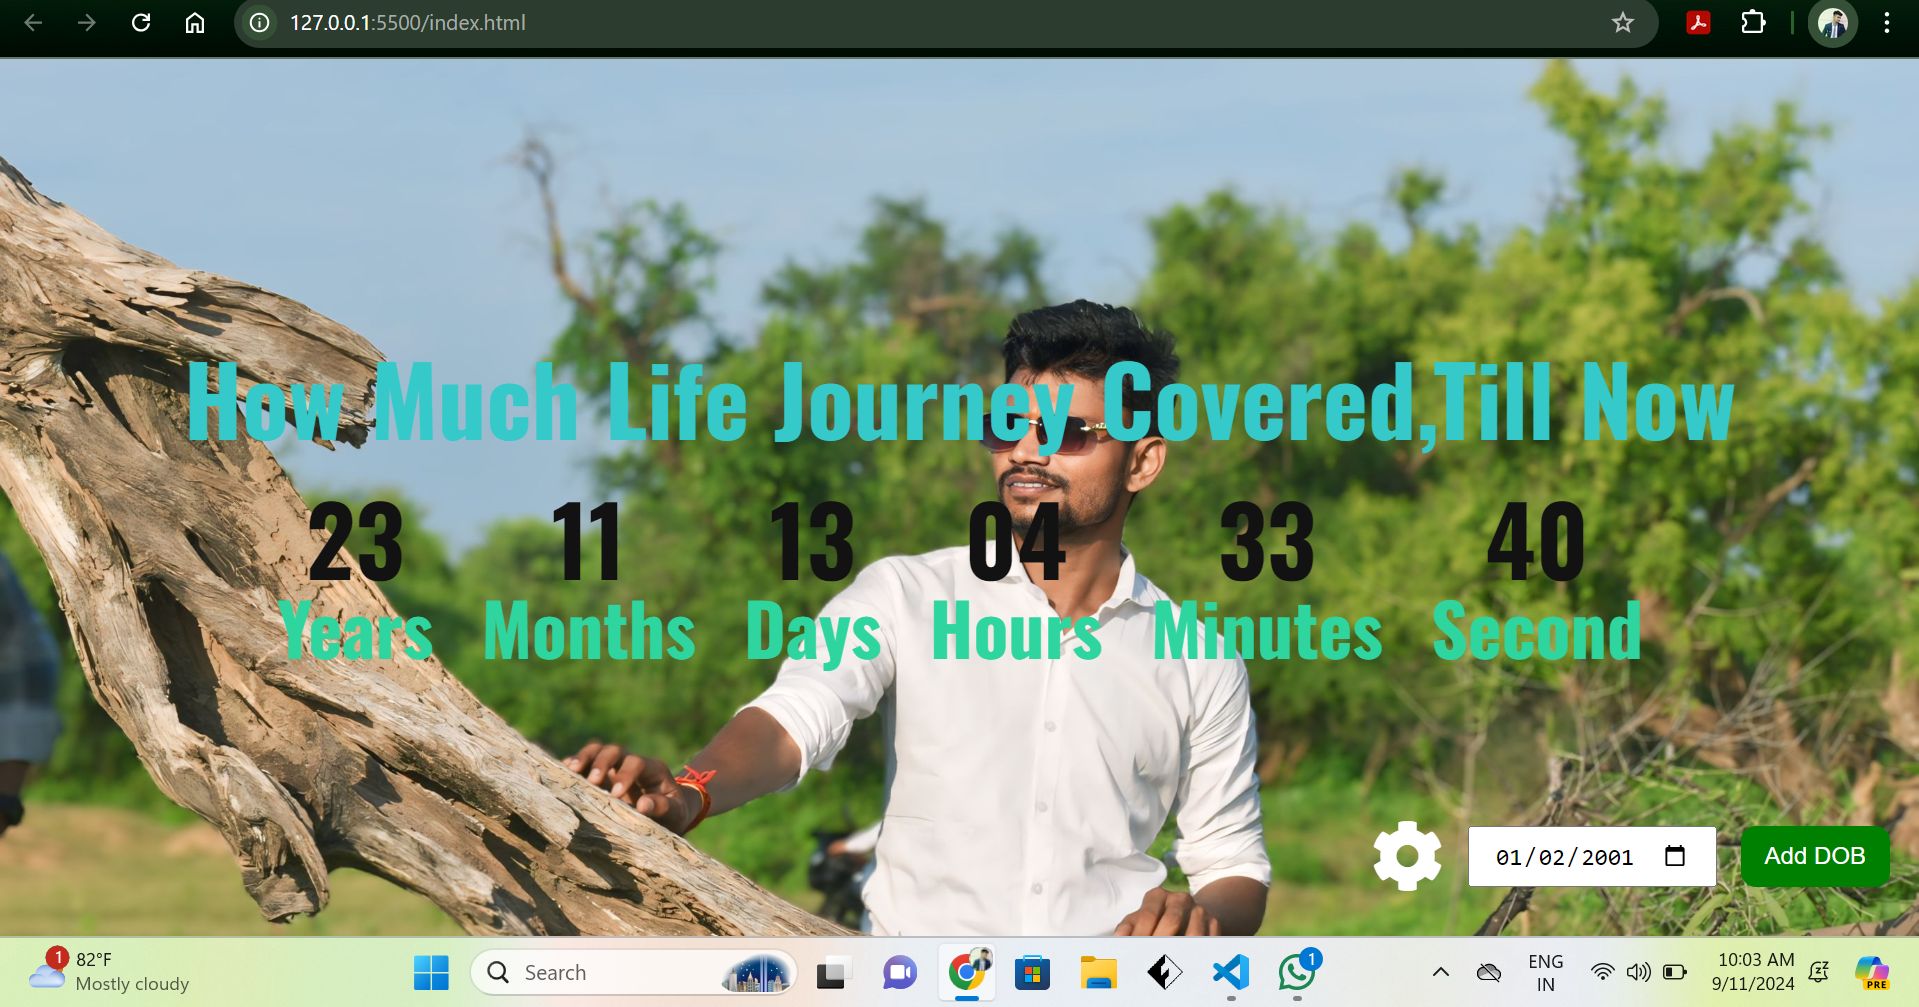 127.0.0.1:5500/index.html
How Much Life Journey Covered,Till Now
23 11 13 04 33 40
Years Months Days Hours Minutes Second
01/02/2001 Add DOB
1 82°F
Mostly cloudy
Search
1
ENG
IN
10:03 AM
9/11/2024
PRE